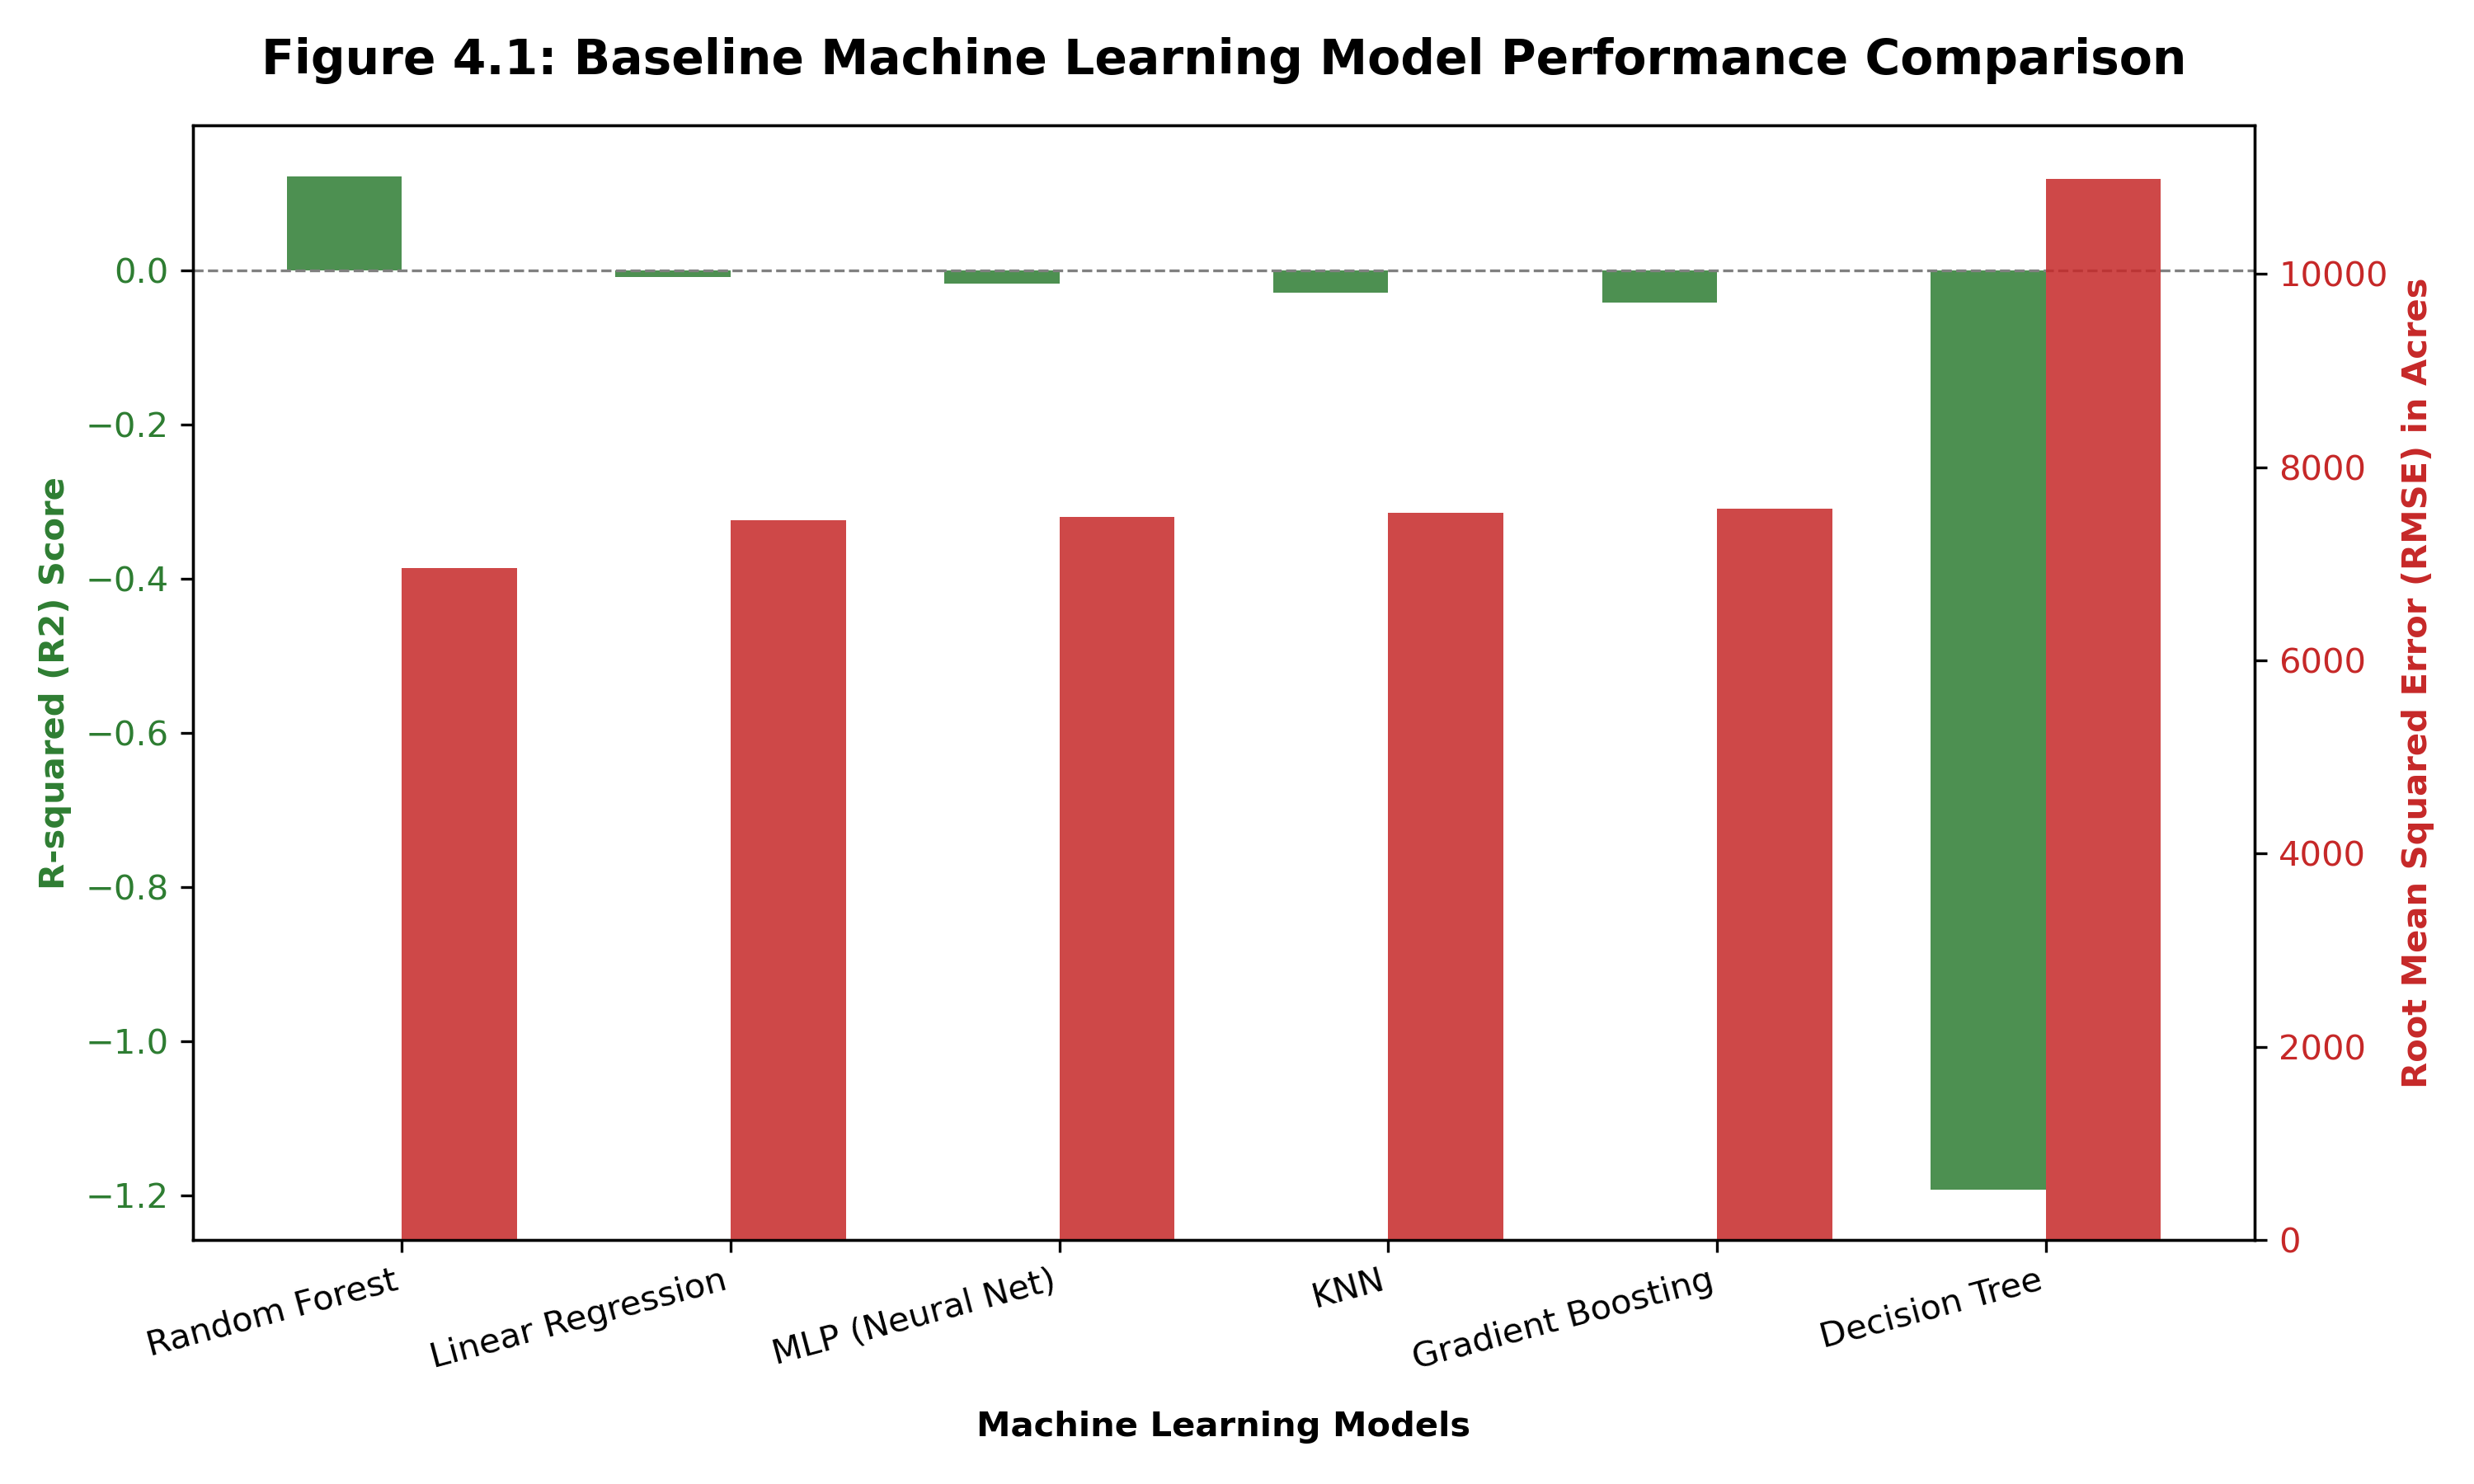 Figure 4.1: Baseline Machine Learning Model Performance Comparison
R-squared (R2) Score
0.0
−0.2
−0.4
−0.6
−0.8
−1.0
−1.2
10000
8000
6000
4000
2000
0
Root Mean Squared Error (RMSE) in Acres
Random Forest
Linear Regression
MLP (Neural Net)
KNN
Gradient Boosting
Decision Tree
Machine Learning Models